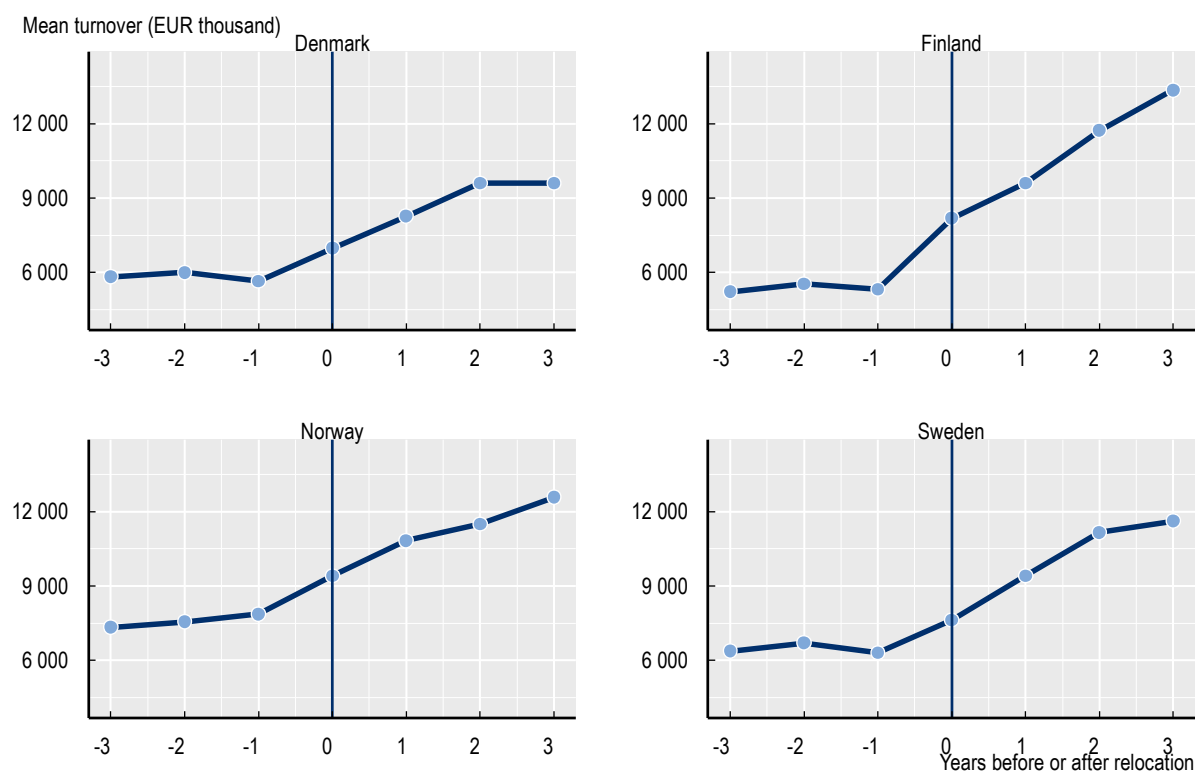 Mean turnover (EUR thousand)
Denmark
Finland
12 000
9 000
6 000
-3 -2 -1 0 1 2 3
12 000
9 000
6 000
-3 -2 -1 0 1 2 3
Norway
Sweden
12 000
9 000
6 000
-3 -2 -1 0 1 2 3
12 000
9 000
6 000
-3 -2 -1 0 1 2 3
Years before or after relocation